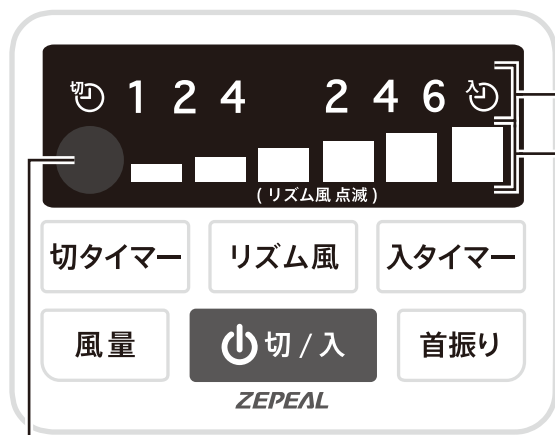 切 1 2 4 2 4 6 入
(リズム風 点滅)
切タイマー リズム風 入タイマー
風量 切/入 首振り
ZEPEAL